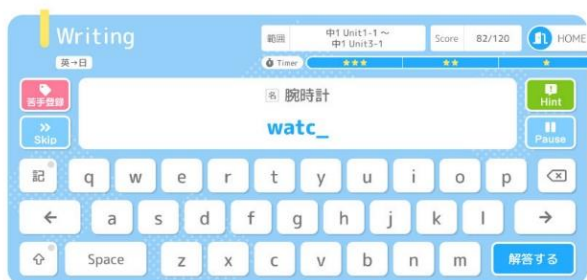 Writing
範囲 中1 Unit1-1 ～ 中1 Unit3-1
Score 82/120
HOME
英→日
Timer ★★★ ★★ ★
苦手登録
名 腕時計
Hint
Skip
watc_
Pause
記 q w e r t y u i o p
← a s d f g h j k l →
Space z x c v b n m 解答する